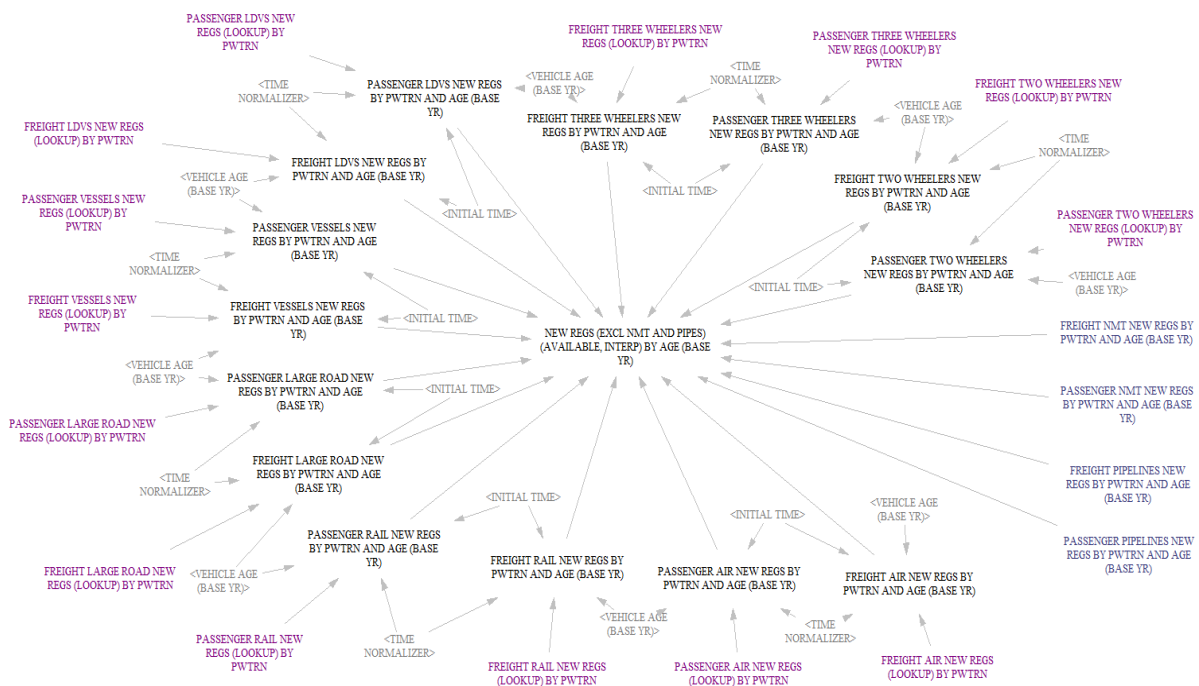 PASSENGER LDVS NEW
REGS (LOOKUP) BY
PWTRN
FREIGHT THREE WHEELERS NEW
REGS (LOOKUP) BY PWTRN
PASSENGER THREE WHEELERS
NEW REGS (LOOKUP) BY
PWTRN
<TIME
NORMALIZER>
PASSENGER LDVS NEW REGS
BY PWTRN AND AGE (BASE
YR)
<VEHICLE AGE
(BASE YR)>
<TIME
NORMALIZER>
FREIGHT TWO WHEELERS NEW
REGS (LOOKUP) BY PWTRN
FREIGHT THREE WHEELERS NEW
REGS BY PWTRN AND AGE
(BASE YR)
PASSENGER THREE WHEELERS
NEW REGS BY PWTRN AND AGE
(BASE YR)
<VEHICLE AGE
(BASE YR)>
FREIGHT LDVS NEW REGS
(LOOKUP) BY PWTRN
<TIME
NORMALIZER>
FREIGHT LDVS NEW REGS BY
PWTRN AND AGE (BASE YR)
<VEHICLE AGE
(BASE YR)>
<INITIAL TIME>
FREIGHT TWO WHEELERS NEW
REGS BY PWTRN AND AGE
(BASE YR)
PASSENGER VESSELS NEW
REGS (LOOKUP) BY
PWTRN
<INITIAL TIME>
PASSENGER TWO WHEELERS
NEW REGS (LOOKUP) BY
PWTRN
PASSENGER VESSELS NEW
REGS BY PWTRN AND AGE
(BASE YR)
<TIME
NORMALIZER>
PASSENGER TWO WHEELERS
NEW REGS BY PWTRN AND AGE
(BASE YR)
<VEHICLE AGE
(BASE YR)>
<INITIAL TIME>
FREIGHT VESSELS NEW
REGS (LOOKUP) BY
PWTRN
FREIGHT VESSELS NEW REGS
BY PWTRN AND AGE (BASE
YR)
<INITIAL TIME>
NEW REGS (EXCL NMT AND PIPES)
(AVAILABLE, INTERP) BY AGE (BASE
YR)
FREIGHT NMT NEW REGS BY
PWTRN AND AGE (BASE YR)
<VEHICLE AGE
(BASE YR)>
PASSENGER LARGE ROAD NEW
REGS BY PWTRN AND AGE
(BASE YR)
<INITIAL TIME>
PASSENGER NMT NEW REGS
BY PWTRN AND AGE (BASE
YR)
PASSENGER LARGE ROAD NEW
REGS (LOOKUP) BY PWTRN
FREIGHT LARGE ROAD NEW
REGS BY PWTRN AND AGE
(BASE YR)
<TIME
NORMALIZER>
FREIGHT PIPELINES NEW
REGS BY PWTRN AND AGE
(BASE YR)
<INITIAL TIME>
<INITIAL TIME>
<VEHICLE AGE
(BASE YR)>
PASSENGER RAIL NEW REGS
BY PWTRN AND AGE (BASE
YR)
PASSENGER PIPELINES NEW
REGS BY PWTRN AND AGE
(BASE YR)
FREIGHT LARGE ROAD NEW
REGS (LOOKUP) BY PWTRN
<VEHICLE AGE
(BASE YR)>
FREIGHT RAIL NEW REGS BY
PWTRN AND AGE (BASE YR)
PASSENGER AIR NEW REGS BY
PWTRN AND AGE (BASE YR)
FREIGHT AIR NEW REGS BY
PWTRN AND AGE (BASE YR)
PASSENGER RAIL NEW
REGS (LOOKUP) BY
PWTRN
<TIME
NORMALIZER>
<VEHICLE AGE
(BASE YR)>
<TIME
NORMALIZER>
FREIGHT RAIL NEW REGS
(LOOKUP) BY PWTRN
PASSENGER AIR NEW REGS
(LOOKUP) BY PWTRN
FREIGHT AIR NEW REGS
(LOOKUP) BY PWTRN